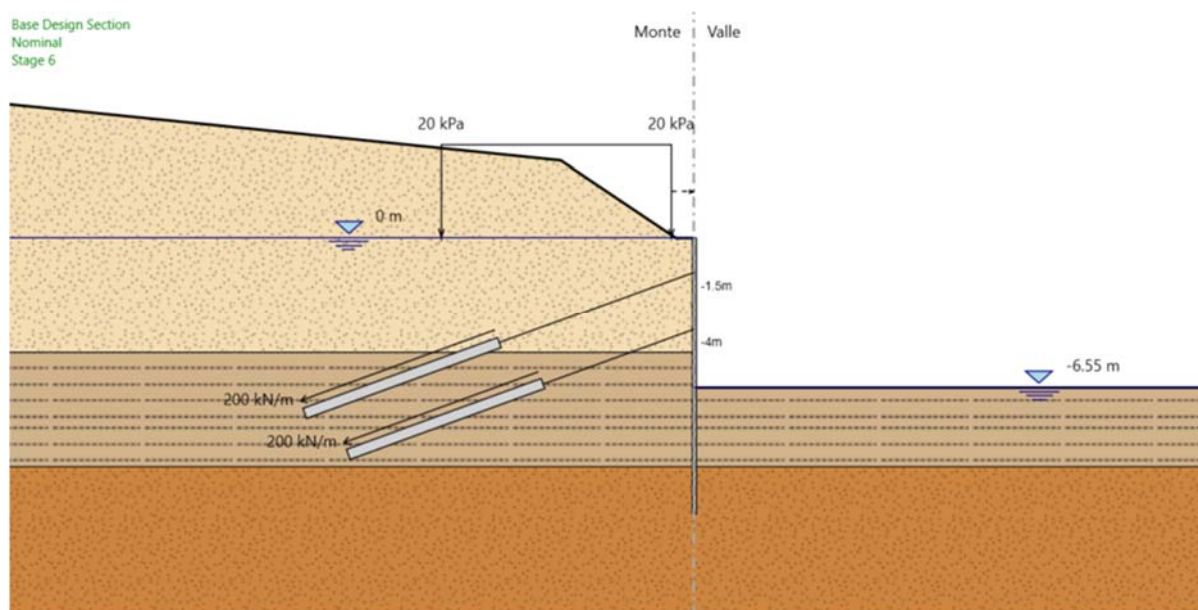 Base Design Section
Nominal
Stage 6
Monte
Valle
20 kPa
20 kPa
0 m
-1.5m
-4m
-6.55 m
200 kN/m
200 kN/m